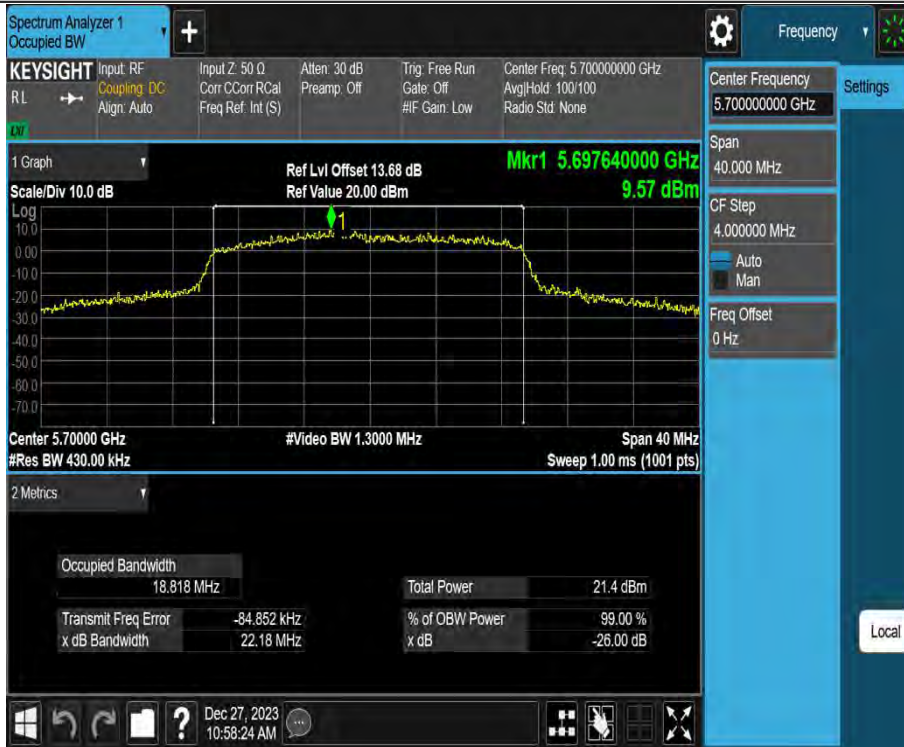 Spectrum Analyzer 1
Occupied BW
+
Frequency
KEYSIGHT
RL
LXI
Input: RF
Coupling: DC
Align: Auto
Input Z: 50 Ω
Corr CCorr RCal
Freq Ref: Int (S)
Atten: 30 dB
Preamp: Off
Trig: Free Run
Gate: Off
#IF Gain: Low
Center Freq: 5.700000000 GHz
Avg|Hold: 100/100
Radio Std: None
Center Frequency
5.700000000 GHz
Settings
Span
40.000 MHz
CF Step
4.000000 MHz
Auto
Man
Freq Offset
0 Hz
Local
1 Graph
Scale/Div 10.0 dB
Ref Lvl Offset 13.68 dB
Ref Value 20.00 dBm
Mkr1 5.697640000 GHz
9.57 dBm
Log
10.0
0.00
-10.0
-20.0
-30.0
-40.0
-50.0
-60.0
-70.0
1
Center 5.70000 GHz
#Video BW 1.3000 MHz
Span 40 MHz
#Res BW 430.00 kHz
Sweep 1.00 ms (1001 pts)
2 Metrics
Occupied Bandwidth
18.818 MHz
Total Power 21.4 dBm
Transmit Freq Error -84.852 kHz
% of OBW Power 99.00 %
x dB Bandwidth 22.18 MHz
x dB -26.00 dB
?
Dec 27, 2023
10:58:24 AM